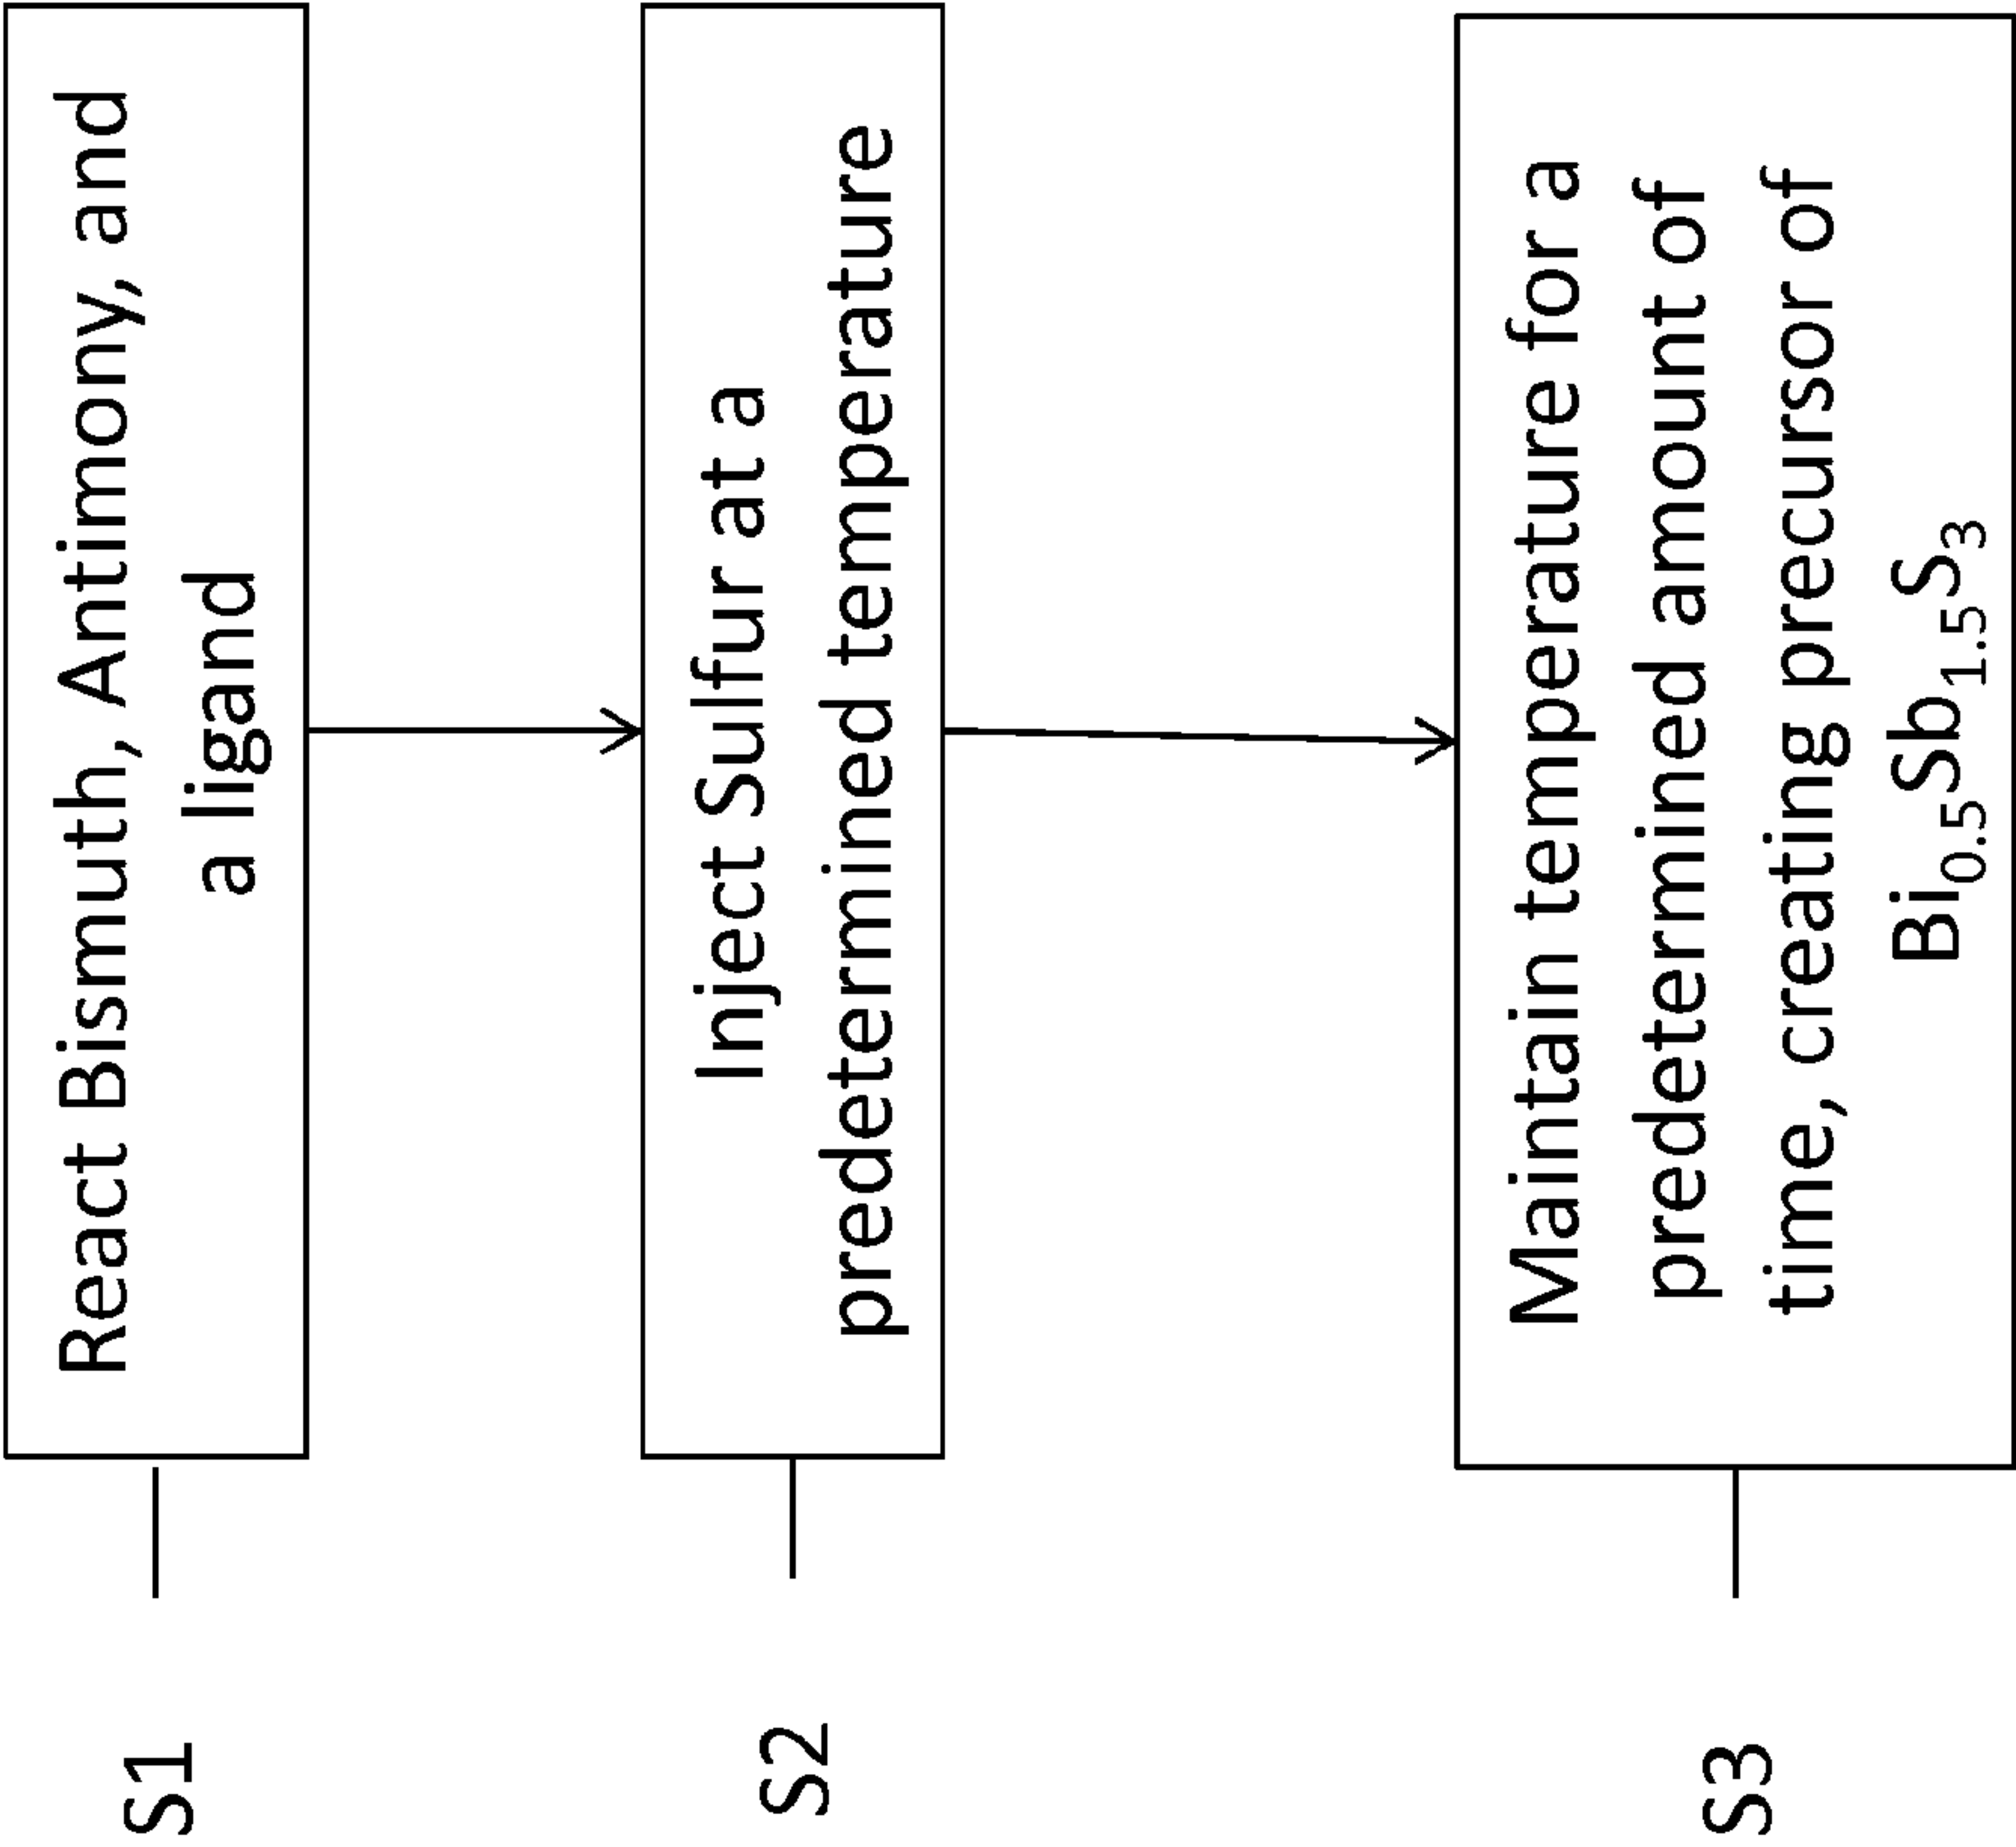 S1
React Bismuth, Antimony, and
a ligand
S2
Inject Sulfur at a
predetermined temperature
S3
Maintain temperature for a
predetermined amount of
time, creating precursor of
Bi0.5Sb1.5S3